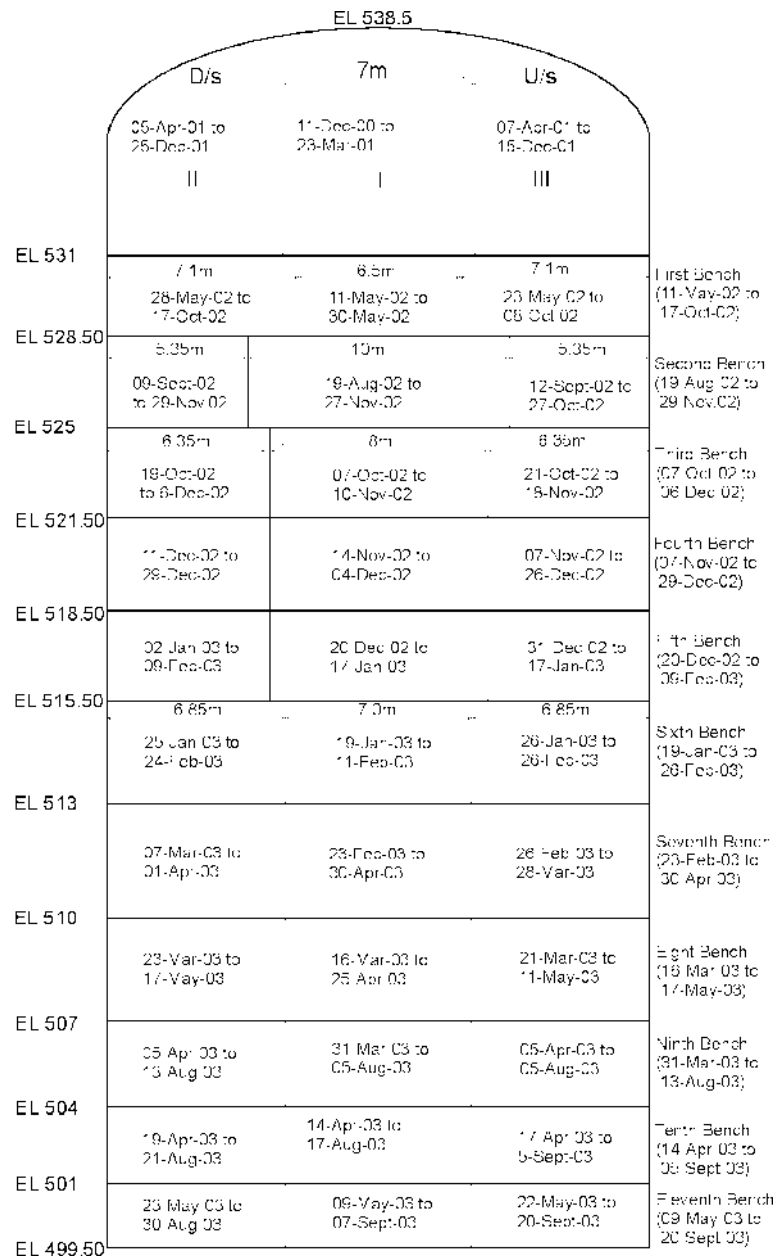 EL 538.5
D/s 7m U/s
05-Apr-01 to 11-Dec-00 to 07-Apr-01 to
25-Dec-01 23-Mar-01 15-Dec-01
II I III
EL 531
7.1m 6.5m 7.1m First Bench
28-May-02 to 11-May-02 to 23-May-02 to (11-May-02 to
17-Oct-02 30-May-02 08-Oct-02 17-Oct-02)
EL 528.50
5.35m 10m 5.35m Second Bench
09-Sept-02 19-Aug-02 to 12-Sept-02 to (19-Aug-02 to
to 29-Nov.02 27-Nov-02 27-Oct-02 29-Nov.02)
EL 525
6.35m 8m 6.35m Third Bench
19-Oct-02 07-Oct-02 to 21-Oct-02 to (07-Oct-02 to
to 6-Dec-02 10-Nov-02 18-Nov-02 06-Dec-02)
EL 521.50
11-Dec-02 to 14-Nov-02 to 07-Nov-02 to Fourth Bench
29-Dec-02 04-Dec-02 26-Dec-02 (07-Nov-02 to
29-Dec-02)
EL 518.50
02-Jan-03 to 20-Dec-02 to 31-Dec-02 to Fifth Bench
09-Feb-03 17-Jan-03 17-Jan-03 (20-Dec-02 to
09-Feb-03)
EL 515.50
6.85m 7.0m 6.85m
25-Jan-03 to 19-Jan-03 to 26-Jan-03 to Sixth Bench
24-Feb-03 11-Feb-03 26-Feb-03 (19-Jan-03 to
26-Feb-03)
EL 513
07-Mar-03 to 23-Feb-03 to 26-Feb-03 to Seventh Bench
01-Apr-03 30-Apr-03 28-Mar-03 (23-Feb-03 to
30-Apr-03)
EL 510
23-Mar-03 to 16-Mar-03 to 21-Mar-03 to Eight Bench
17-May-03 25-Apr-03 11-May-03 (16-Mar-03 to
17-May-03)
EL 507
05-Apr-03 to 31-Mar-03 to 05-Apr-03 to Ninth Bench
13-Aug-03 05-Aug-03 05-Aug-03 (31-Mar-03 to
13-Aug-03)
EL 504
19-Apr-03 to 14-Apr-03 to 17-Apr-03 to Tenth Bench
21-Aug-03 17-Aug-03 5-Sept-03 (14-Apr-03 to
05-Sept-03)
EL 501
23-May-03 to 09-May-03 to 22-May-03 to Eleventh Bench
30-Aug-03 07-Sept-03 20-Sept-03 (09-May-03 to
20-Sept-03)
EL 499.50